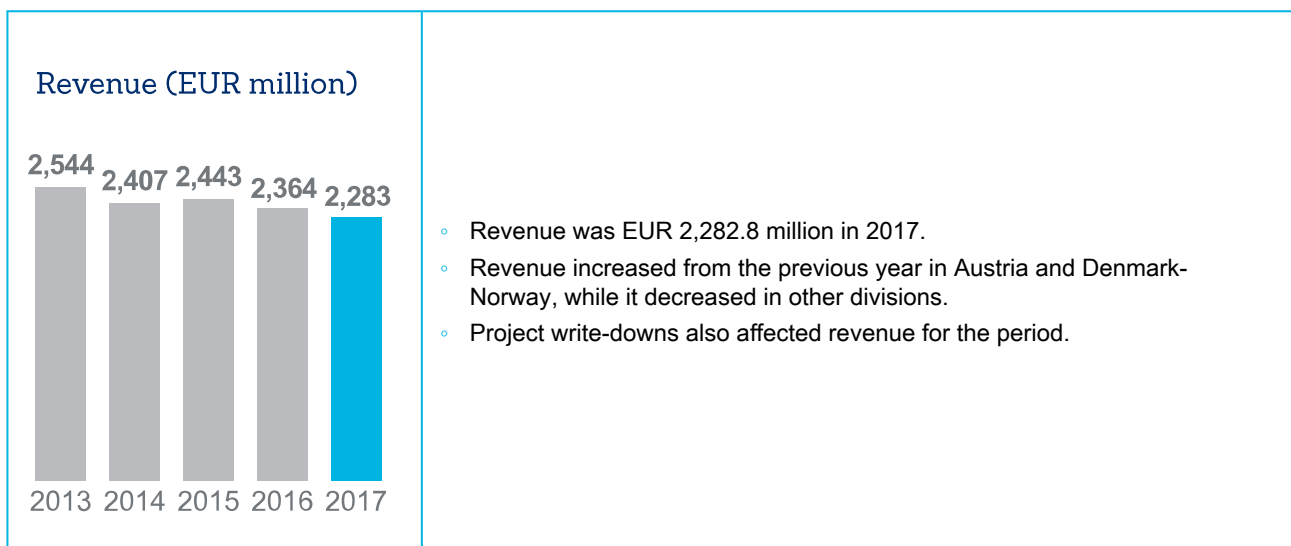 Revenue (EUR million)
2,544
2,407
2,443
2,364
2,283
2013 2014 2015 2016 2017
◦ Revenue was EUR 2,282.8 million in 2017.
◦ Revenue increased from the previous year in Austria and Denmark-
Norway, while it decreased in other divisions.
◦ Project write-downs also affected revenue for the period.